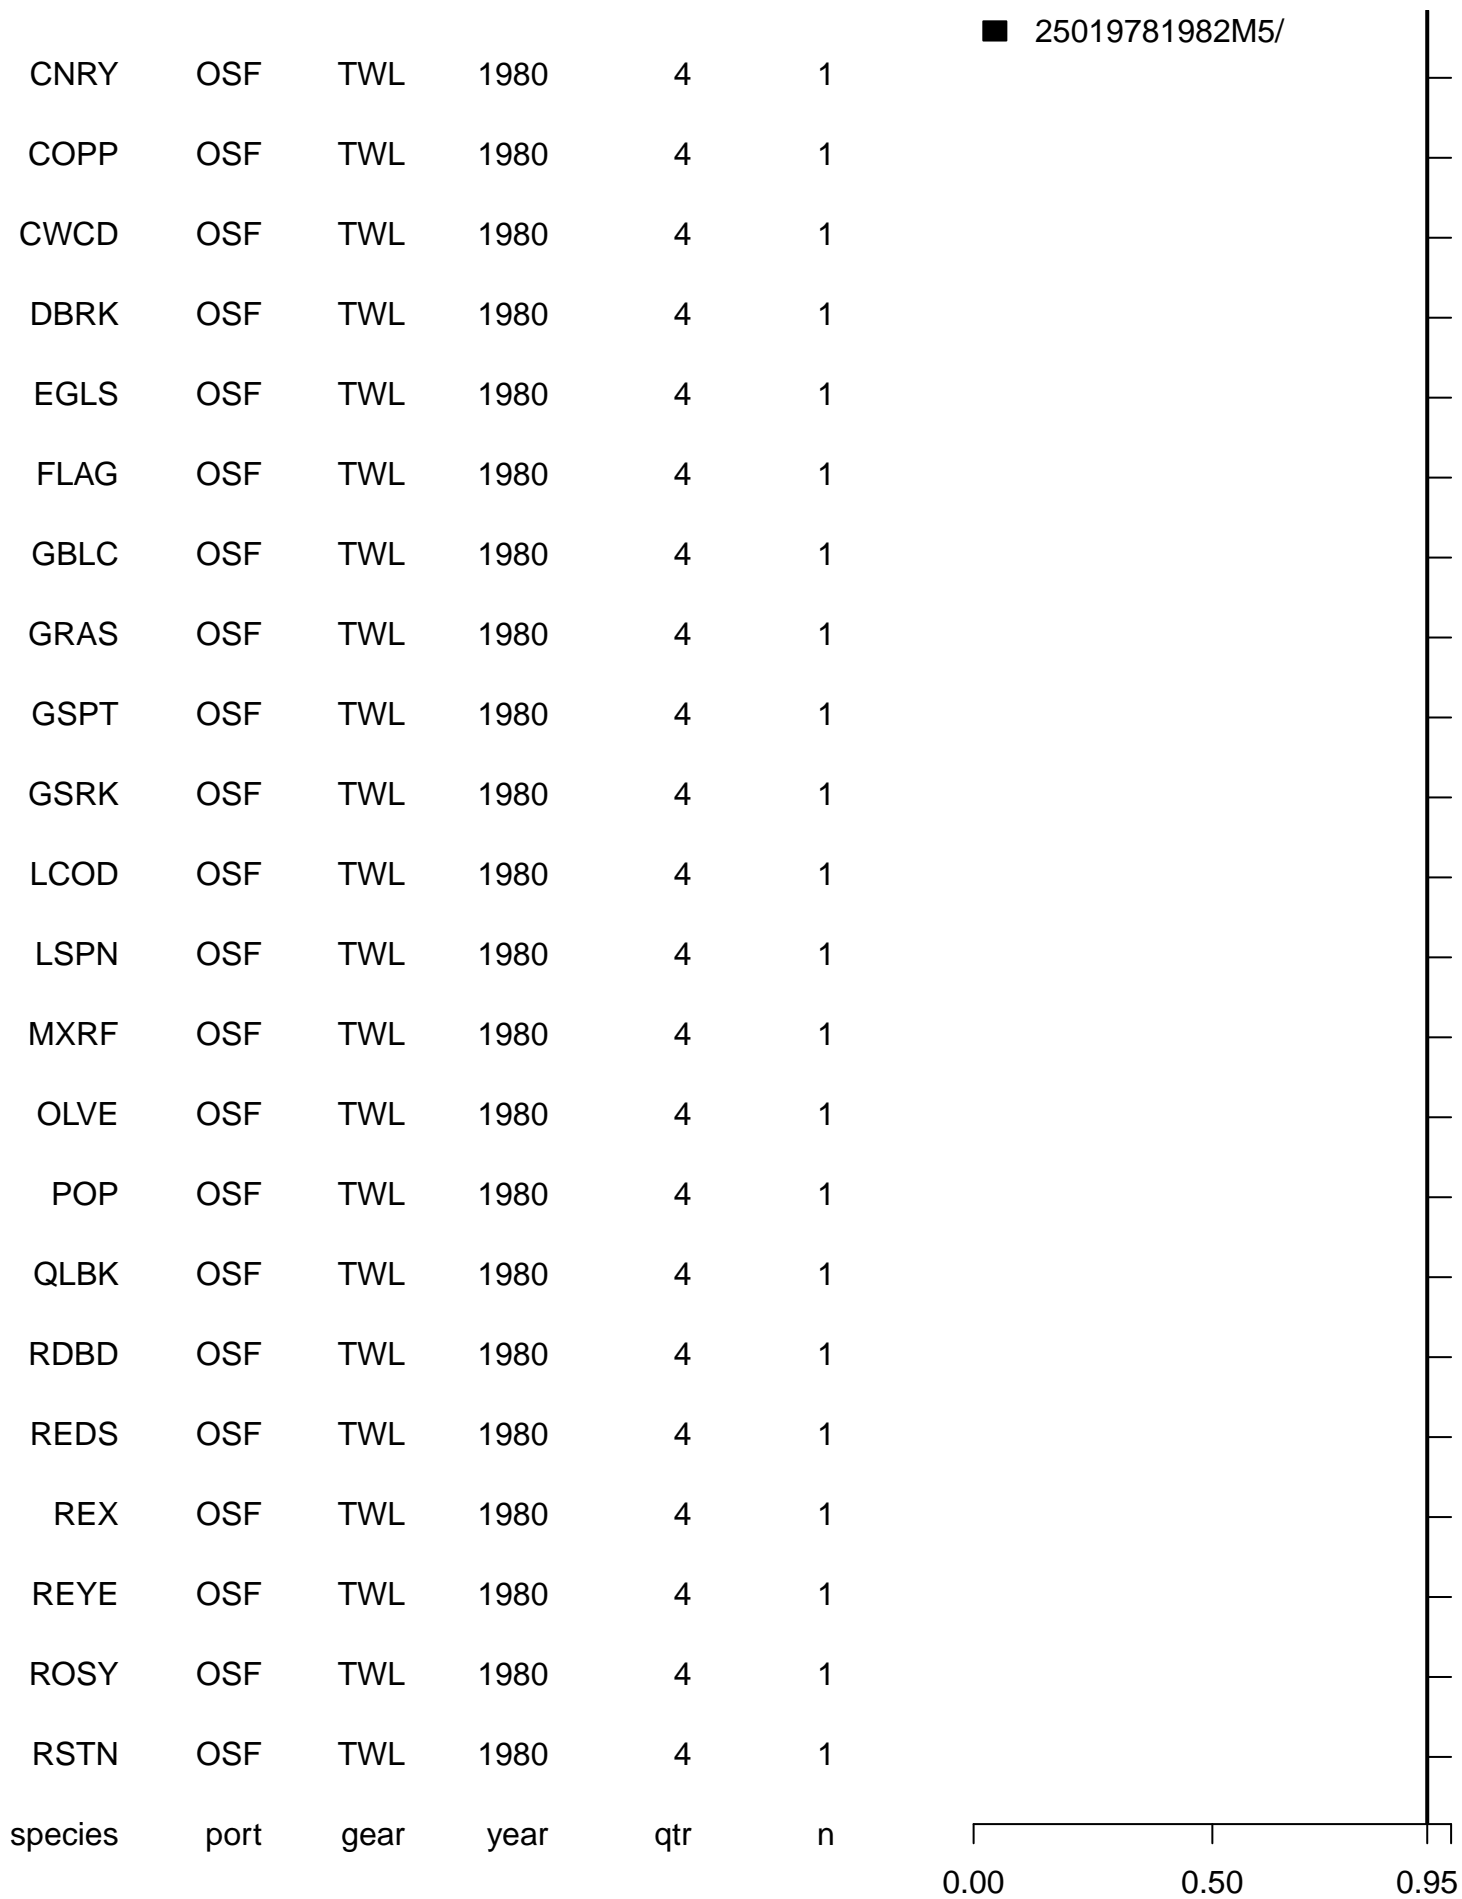 25019781982M5/
CNRY OSF TWL 1980 4 1
COPP OSF TWL 1980 4 1
CWCD OSF TWL 1980 4 1
DBRK OSF TWL 1980 4 1
EGLS OSF TWL 1980 4 1
FLAG OSF TWL 1980 4 1
GBLC OSF TWL 1980 4 1
GRAS OSF TWL 1980 4 1
GSPT OSF TWL 1980 4 1
GSRK OSF TWL 1980 4 1
LCOD OSF TWL 1980 4 1
LSPN OSF TWL 1980 4 1
MXRF OSF TWL 1980 4 1
OLVE OSF TWL 1980 4 1
POP OSF TWL 1980 4 1
QLBK OSF TWL 1980 4 1
RDBD OSF TWL 1980 4 1
REDS OSF TWL 1980 4 1
REX OSF TWL 1980 4 1
REYE OSF TWL 1980 4 1
ROSY OSF TWL 1980 4 1
RSTN OSF TWL 1980 4 1
species port gear year qtr n
0.00 0.50 0.95